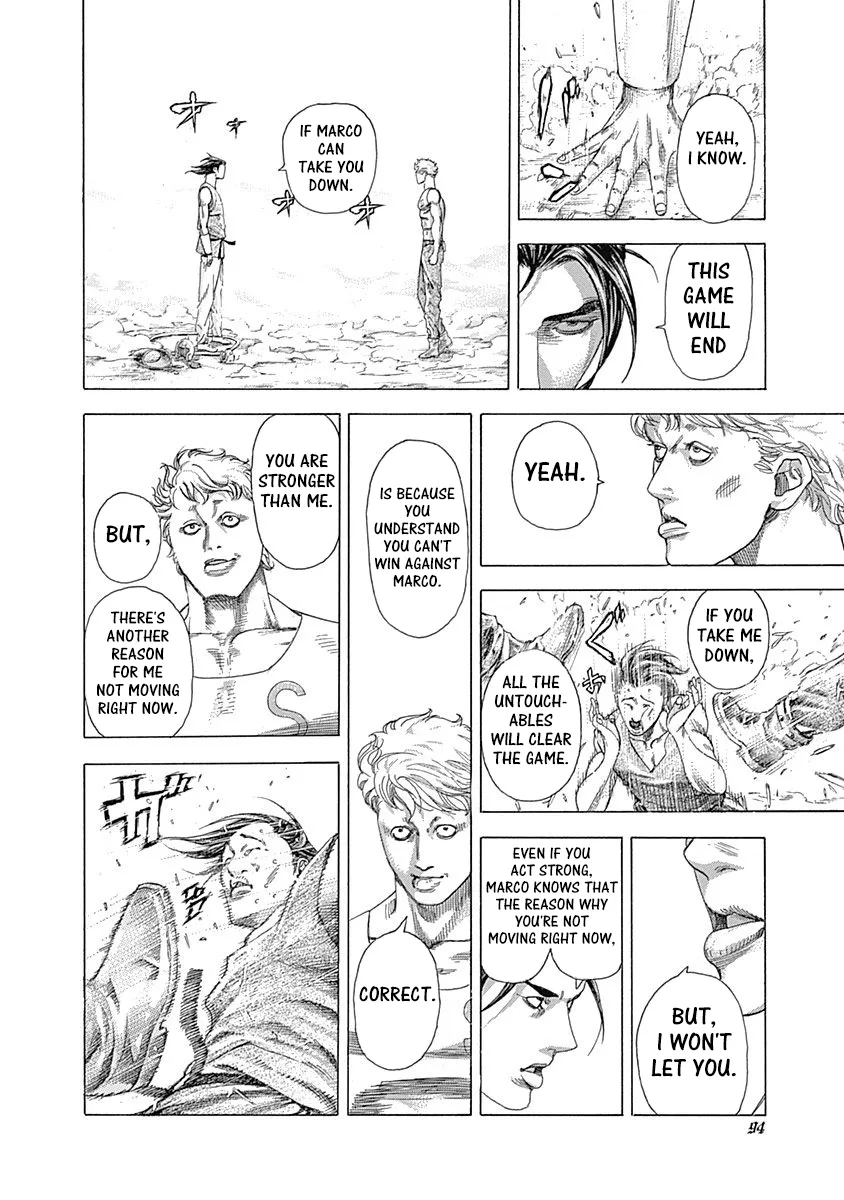 YEAH,
I KNOW.
THIS
GAME
WILL
END
IF MARCO
CAN
TAKE YOU
DOWN.
YEAH.
IF YOU
TAKE ME
DOWN,
ALL THE
UNTOUCH-
ABLES
WILL CLEAR
THE GAME.
BUT,
I WON'T
LET YOU.
EVEN IF YOU
ACT STRONG,
MARCO KNOWS THAT
THE REASON WHY
YOU'RE NOT
MOVING RIGHT NOW,
IS BECAUSE
YOU
UNDERSTAND
YOU CAN'T
WIN AGAINST
MARCO.
CORRECT.
YOU ARE
STRONGER
THAN ME.
BUT,
THERE'S
ANOTHER
REASON
FOR ME
NOT MOVING
RIGHT NOW.
S
94